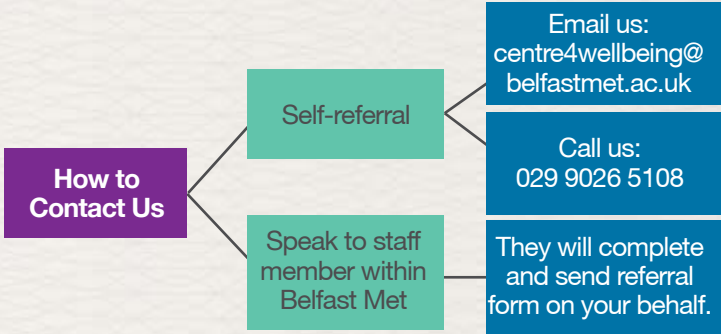 How to
Contact Us
Self-referral
Email us:
centre4wellbeing@
belfastmet.ac.uk
Call us:
029 9026 5108
Speak to staff
member within
Belfast Met
They will complete
and send referral
form on your behalf.